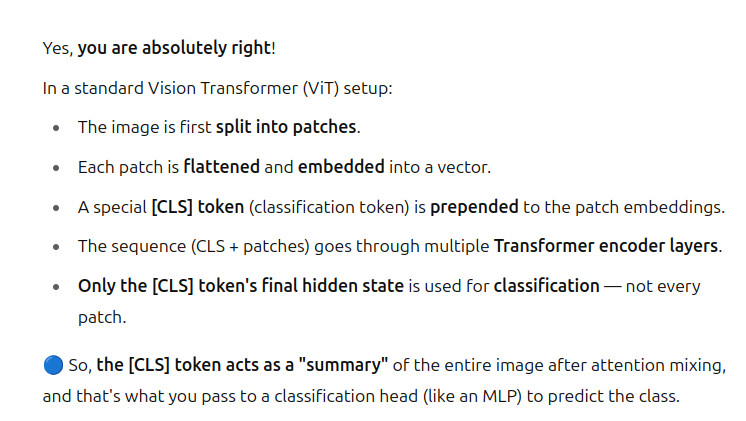 Yes, you are absolutely right!
In a standard Vision Transformer (ViT) setup:
• The image is first split into patches.
• Each patch is flattened and embedded into a vector.
• A special [CLS] token (classification token) is prepended to the patch embeddings.
• The sequence (CLS + patches) goes through multiple Transformer encoder layers.
• Only the [CLS] token's final hidden state is used for classification — not every
patch.
🔵 So, the [CLS] token acts as a "summary" of the entire image after attention mixing,
and that's what you pass to a classification head (like an MLP) to predict the class.